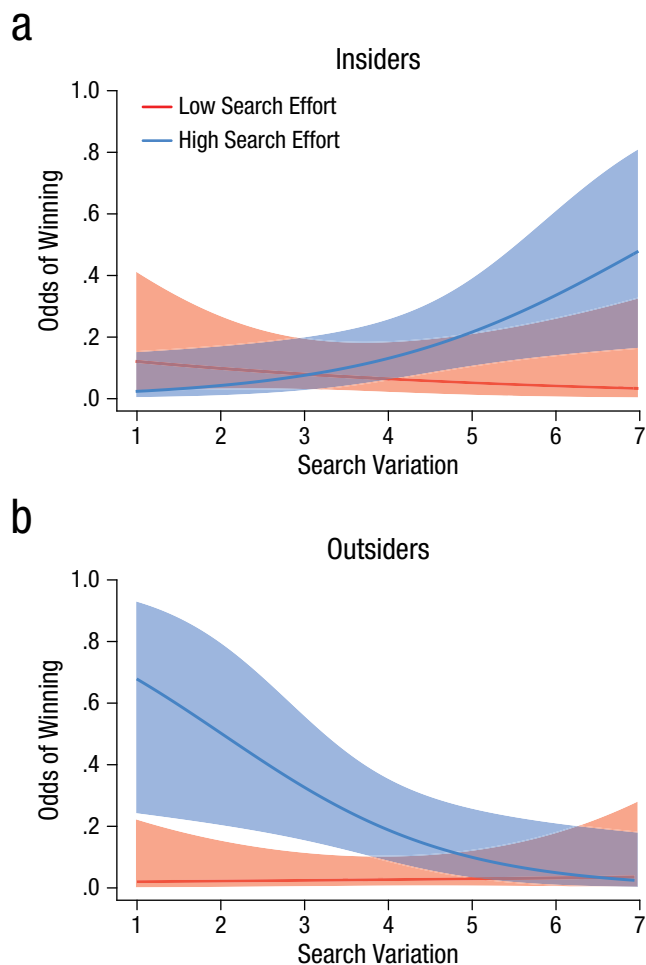 a
Insiders
1.0
Low Search Effort
High Search Effort
.8
.6
.4
.2
.0
Odds of Winning
1 2 3 4 5 6 7
Search Variation
b
Outsiders
1.0
.8
.6
.4
.2
.0
Odds of Winning
1 2 3 4 5 6 7
Search Variation